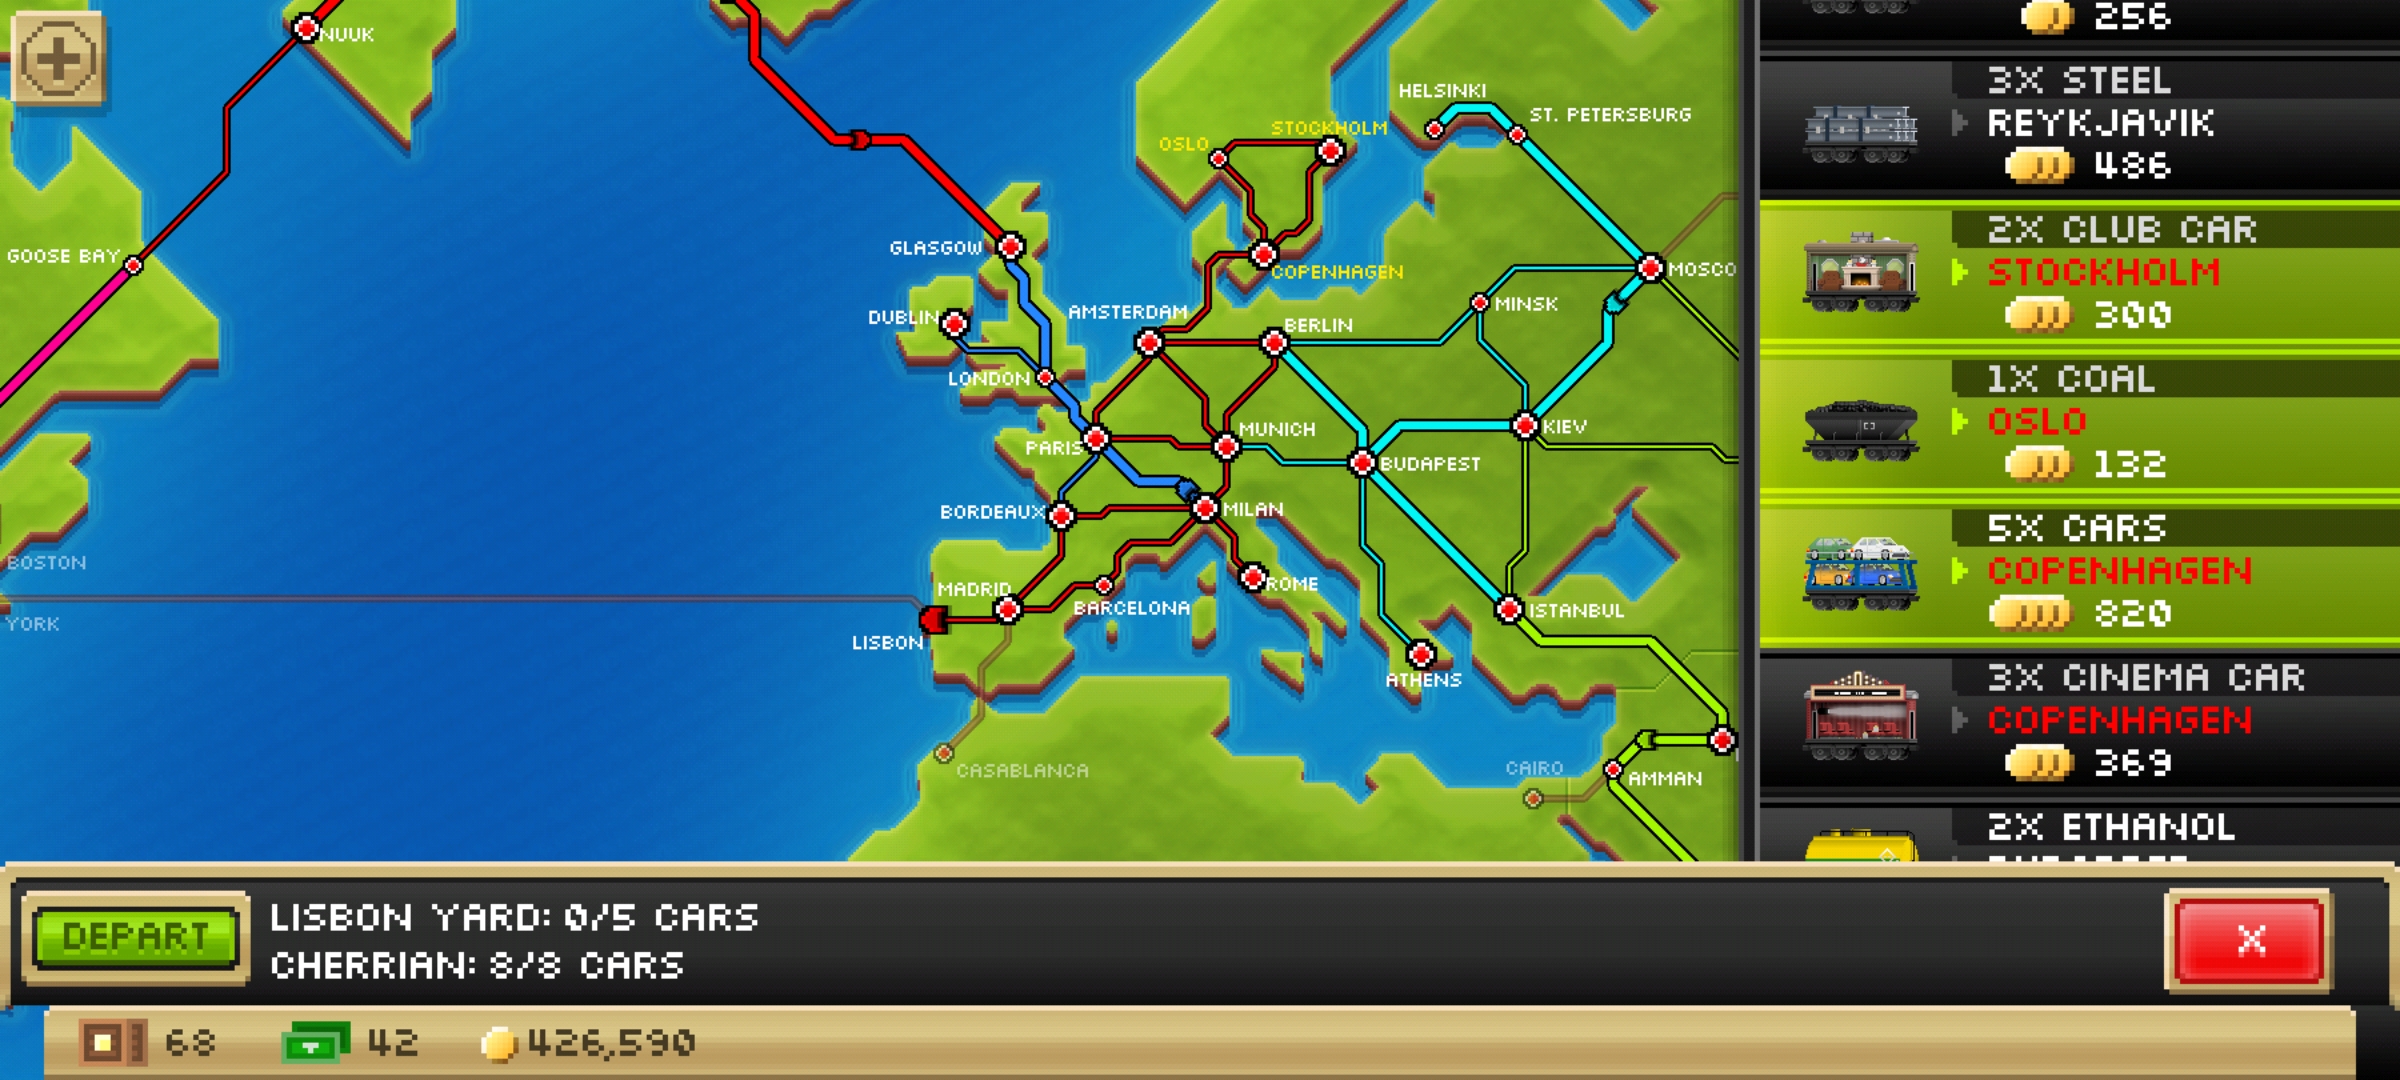 NUUK
GOOSE BAY
BOSTON
YORK
GLASGOW
DUBLIN
LONDON
AMSTERDAM
PARIS
BORDEAUX
MADRID
LISBON
BARCELONA
CASABLANCA
OSLO
STOCKHOLM
COPENHAGEN
BERLIN
MUNICH
MILAN
ROME
HELSINKI
ST. PETERSBURG
MOSCO
MINSK
KIEV
BUDAPEST
ISTANBUL
ATHENS
CAIRO
AMMAN
256
3X STEEL
REYKJAVIK
486
2X CLUB CAR
STOCKHOLM
300
1X COAL
OSLO
132
5X CARS
COPENHAGEN
820
3X CINEMA CAR
COPENHAGEN
369
2X ETHANOL
DEPART
LISBON YARD: 0/5 CARS
CHERRIAN: 8/8 CARS
X
68
42
426,590